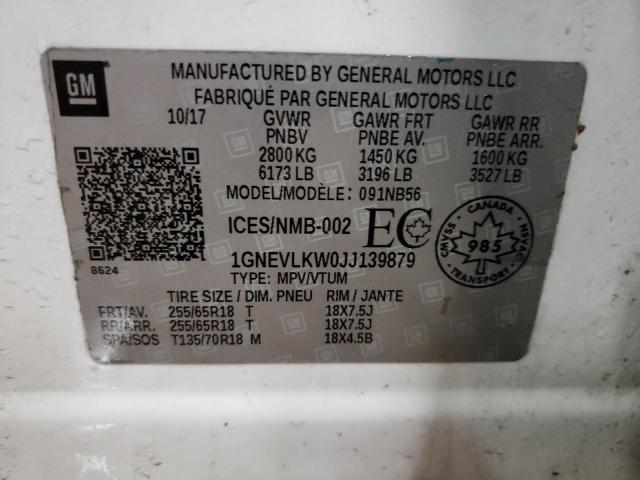 GM
MANUFACTURED BY GENERAL MOTORS LLC
FABRIQUÉ PAR GENERAL MOTORS LLC
10/17 GVWR GAWR FRT GAWR RR
PNBV PNBE AV. PNBE ARR.
2800 KG 1450 KG 1600 KG
6173 LB 3196 LB 3527 LB
MODEL/MODÈLE: 091NB56
ICES/NMB-002 EC
CANADA
CMVSS NSVAC
985
TRANSPORT
8624
1GNEVLKW0JJ139879
TYPE: MPV/VTUM
TIRE SIZE / DIM. PNEU RIM / JANTE
FRT/AV. 255/65R18 T 18X7.5J
RR/ARR. 255/65R18 T 18X7.5J
SPA/SOS T135/70R18 M 18X4.5B